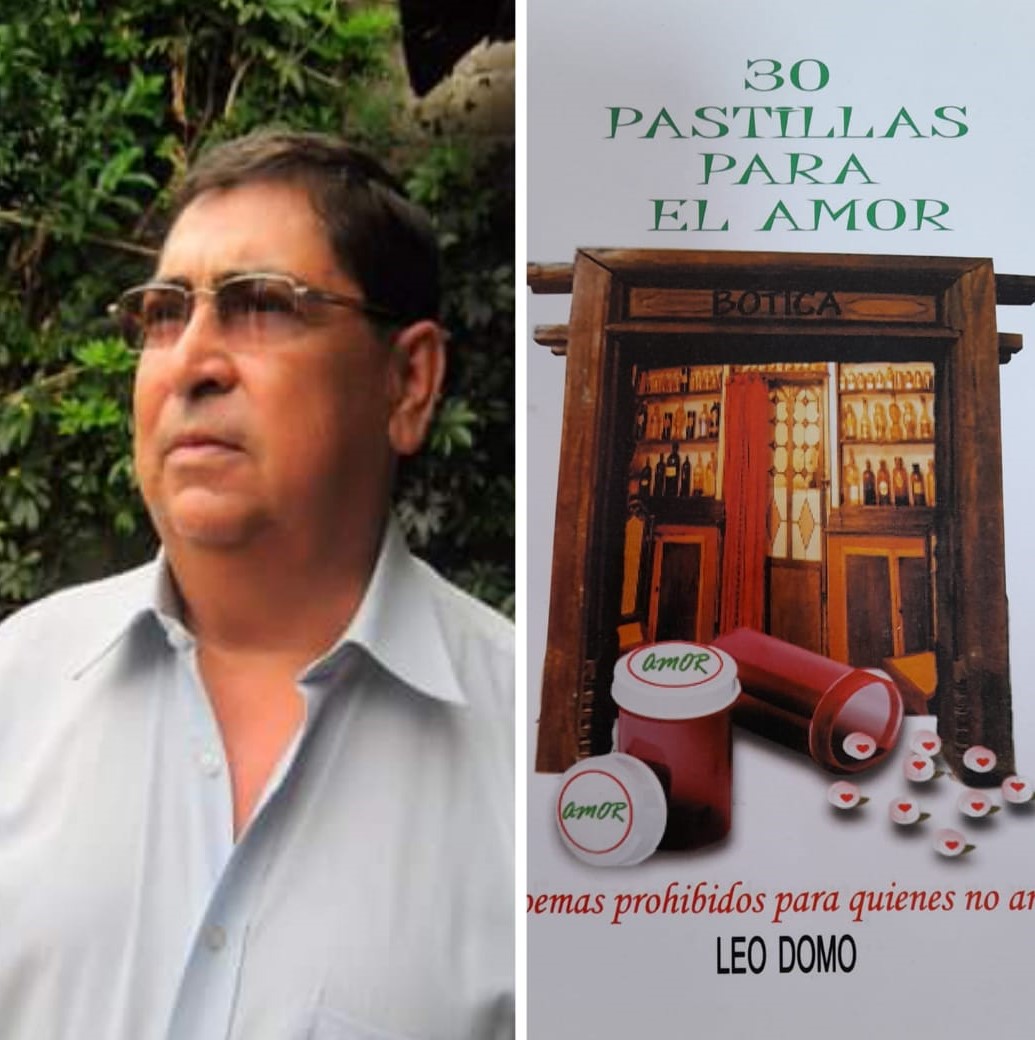 30
PASTILLAS
PARA
EL AMOR
BOTICA
AMOR
AMOR
prohibidos para quienes no
LEO DOMO